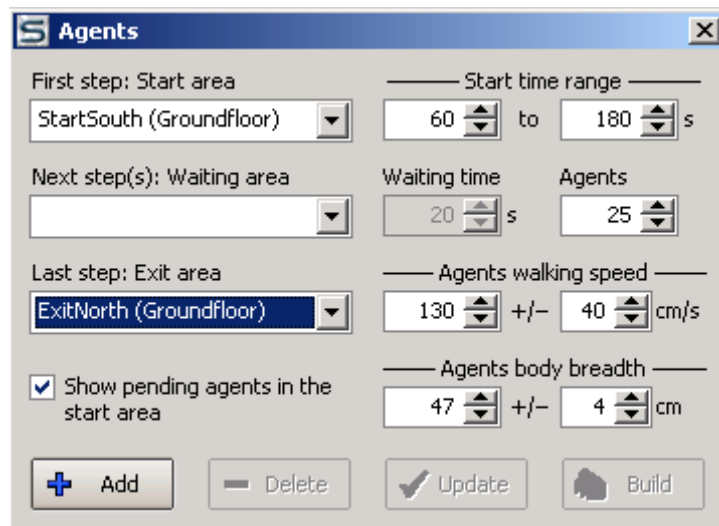 Agents
First step: Start area
Start time range
StartSouth (Groundfloor)
60 to 180 s
Next step(s): Waiting area
Waiting time
Agents
20 s
25
Last step: Exit area
Agents walking speed
ExitNorth (Groundfloor)
130 +/- 40 cm/s
Show pending agents in the
start area
Agents body breadth
47 +/- 4 cm
Add
Delete
Update
Build